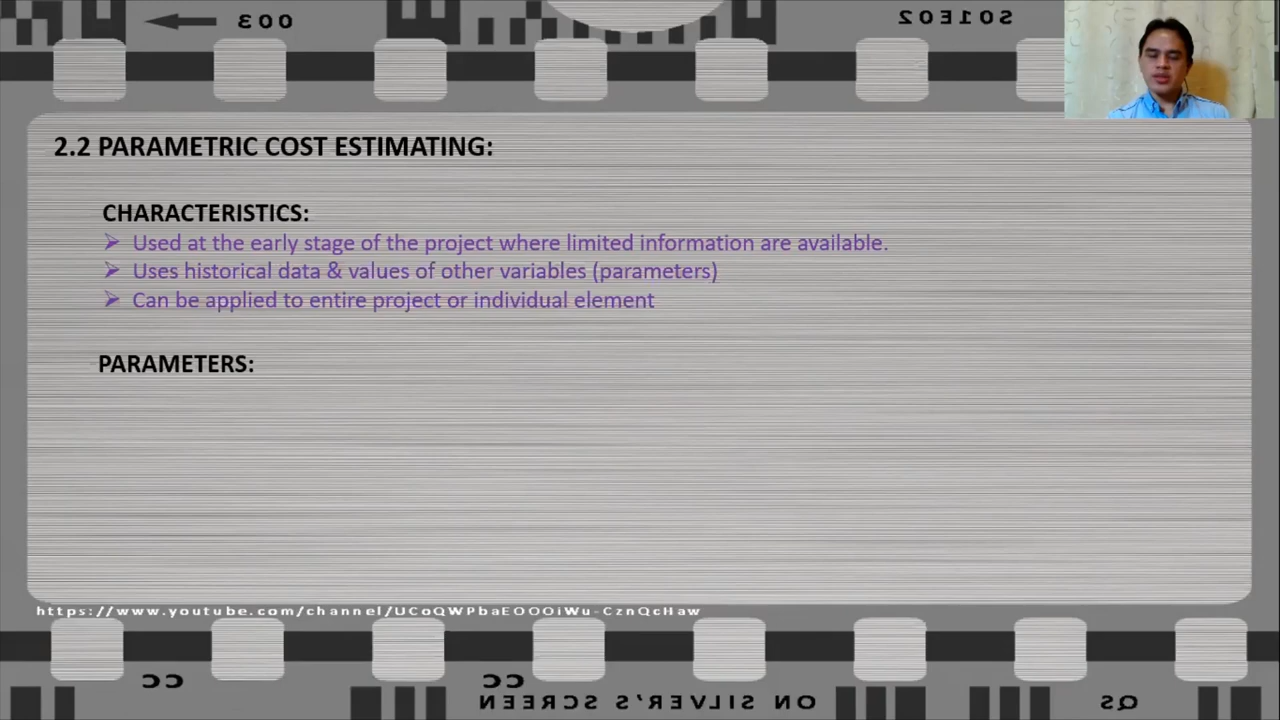 003
S01E02
2.2 PARAMETRIC COST ESTIMATING:
CHARACTERISTICS:
➢ Used at the early stage of the project where limited information are available.
➢ Uses historical data & values of other variables (parameters)
➢ Can be applied to entire project or individual element
PARAMETERS:
https://www.youtube.com/channel/UCoQWPbaEOOOiWu-CznQcHaw
CC
CC
ON SILVER'S SCREEN
QS